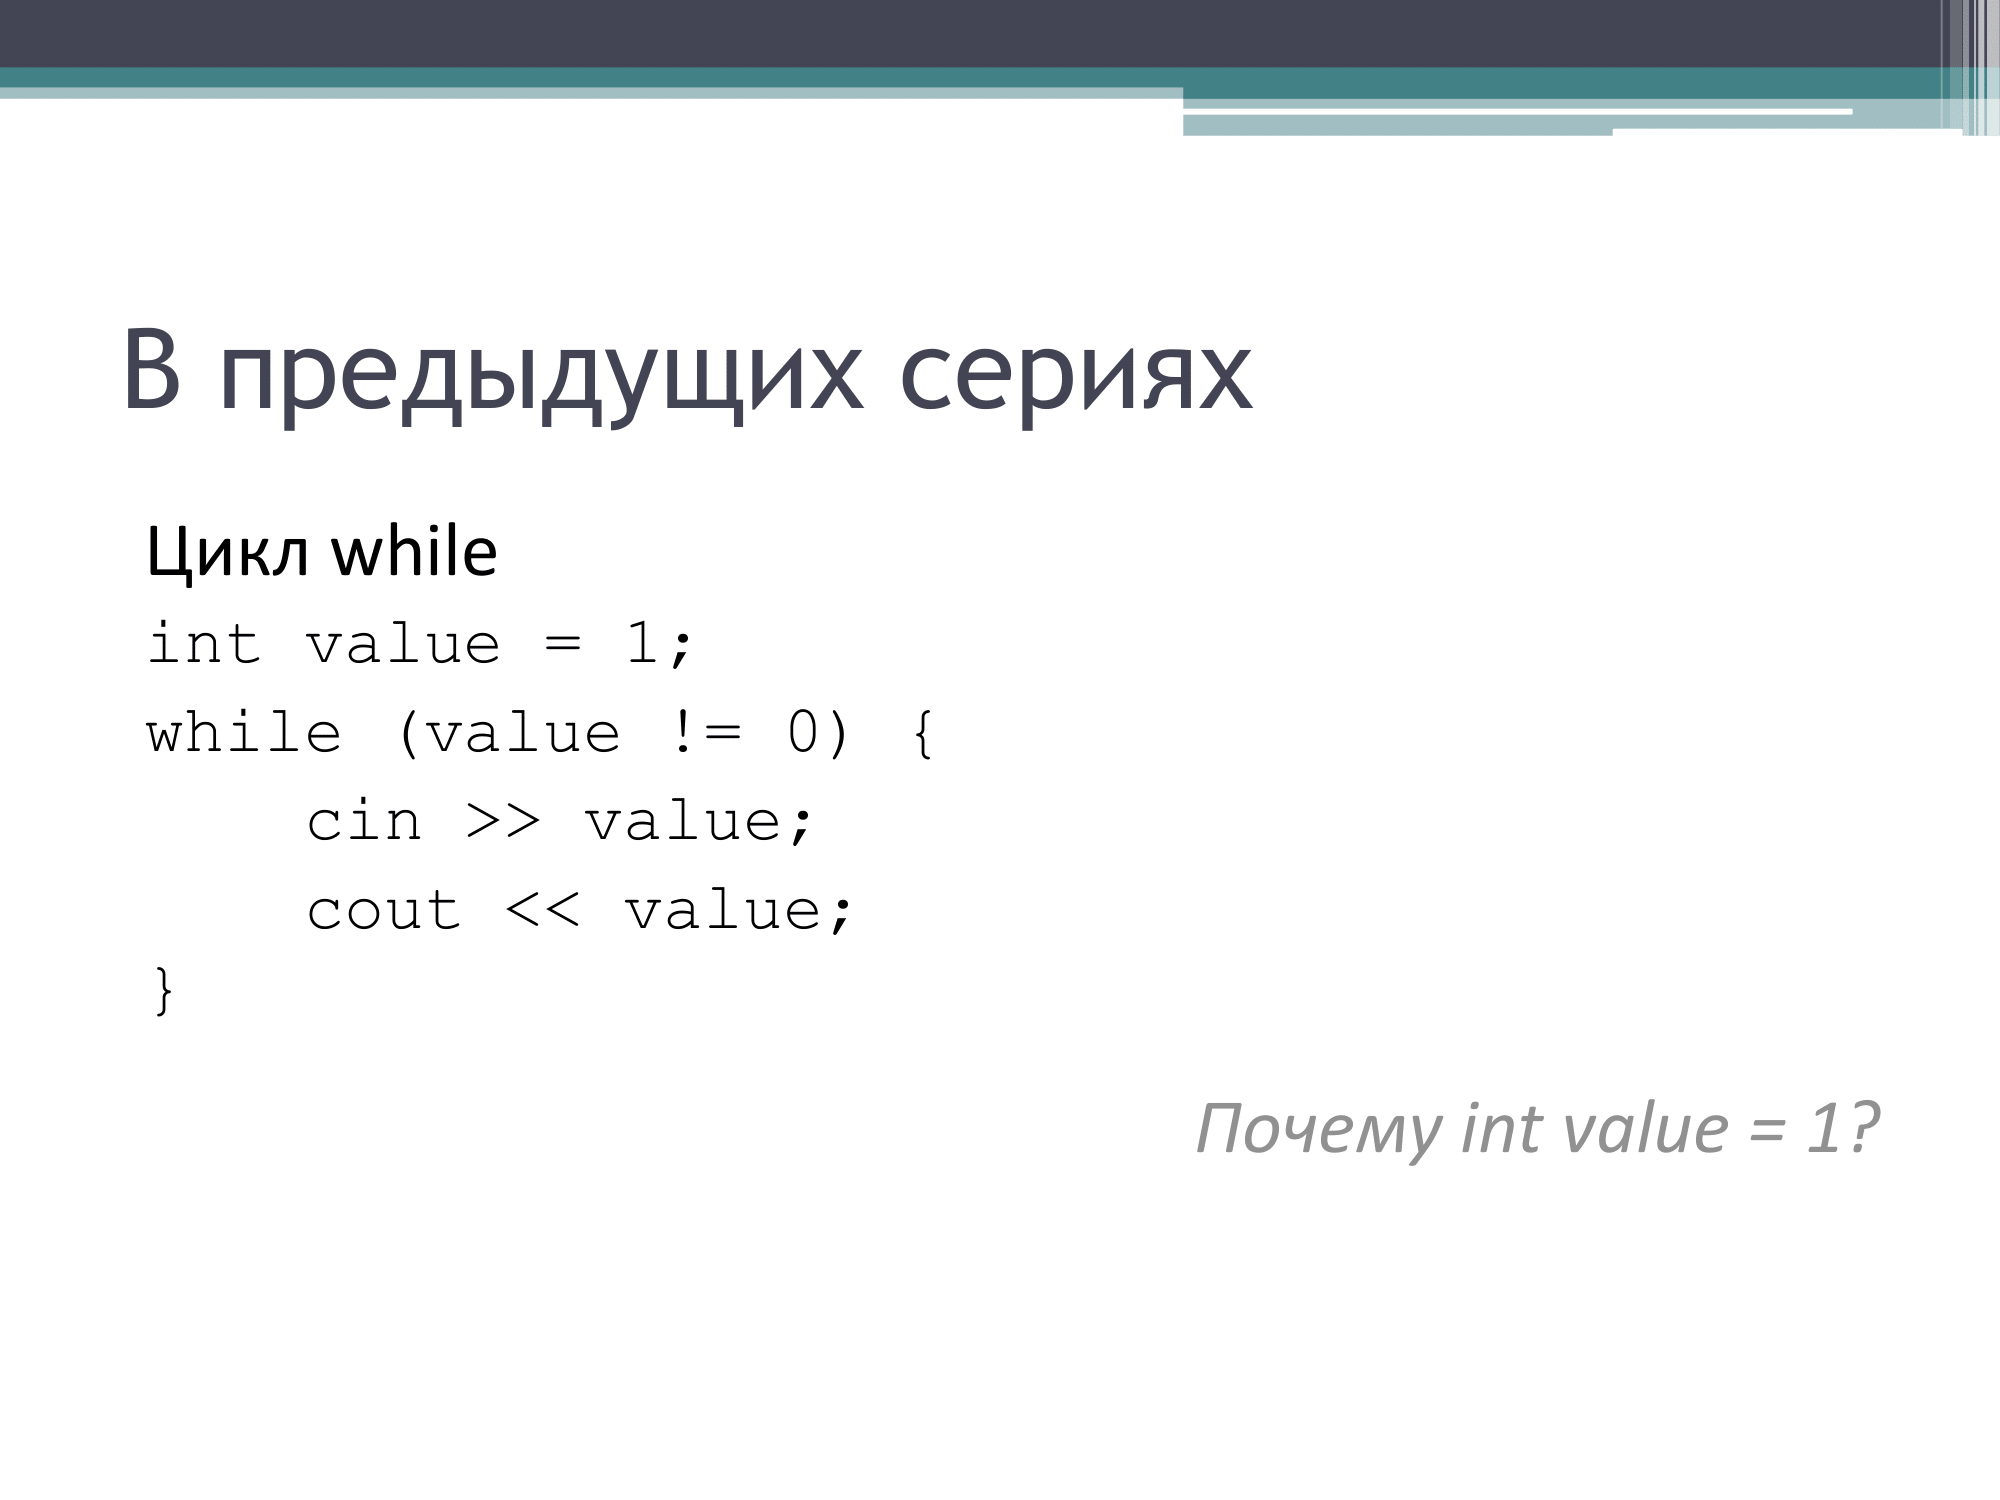 В предыдущих сериях
Цикл while
int value = 1;
while (value != 0) {
    cin >> value;
    cout << value;
}
Почему int value = 1?